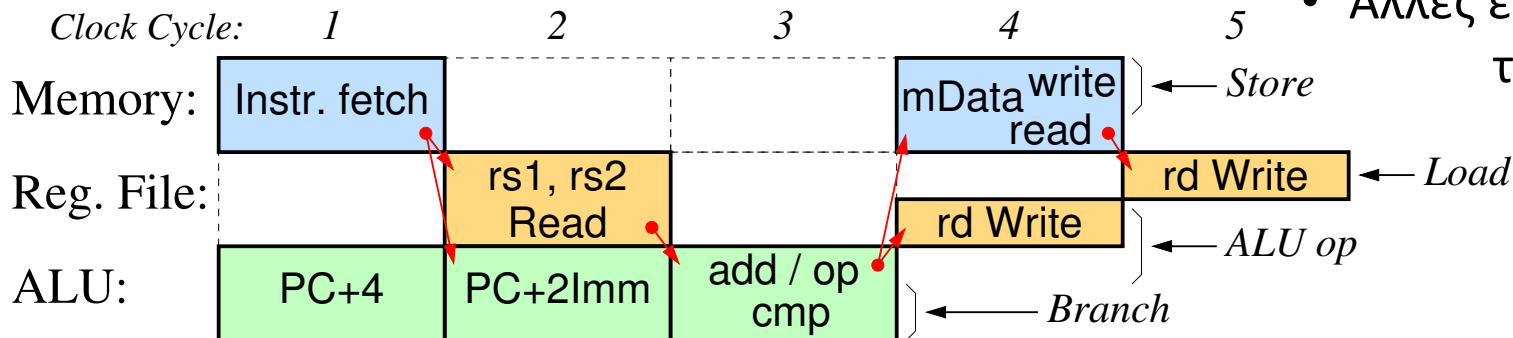 Clock Cycle: 1 2 3 4 5
Memory: Instr. fetch mData write read Store
Reg. File: rs1, rs2 Read rd Write Load
rd Write ALU op
ALU: PC+4 PC+2Imm add / op cmp Branch